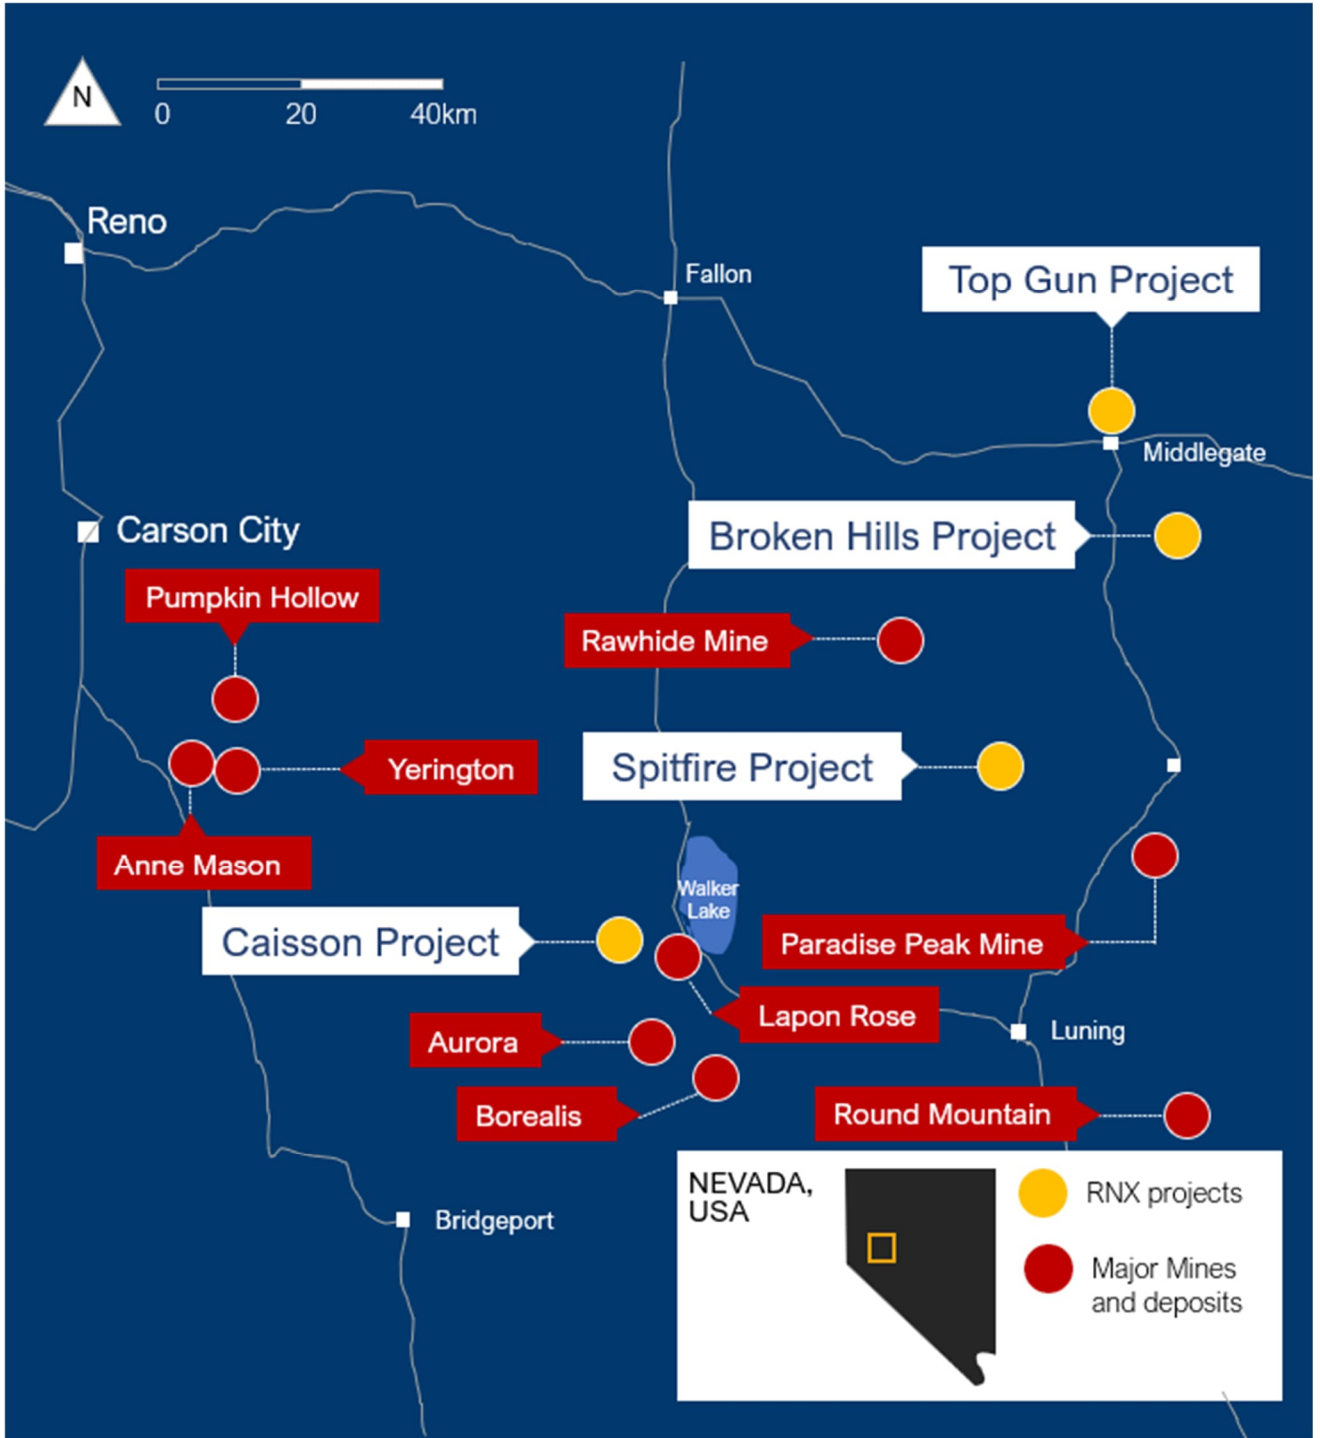 N
0 20 40km
Reno
Fallon
Top Gun Project
Middlegate
Carson City
Broken Hills Project
Pumpkin Hollow
Rawhide Mine
Yerington
Spitfire Project
Anne Mason
Walker
Lake
Caisson Project
Paradise Peak Mine
Lapon Rose
Luning
Aurora
Borealis
Round Mountain
NEVADA,
USA
RNX projects
Major Mines
and deposits
Bridgeport